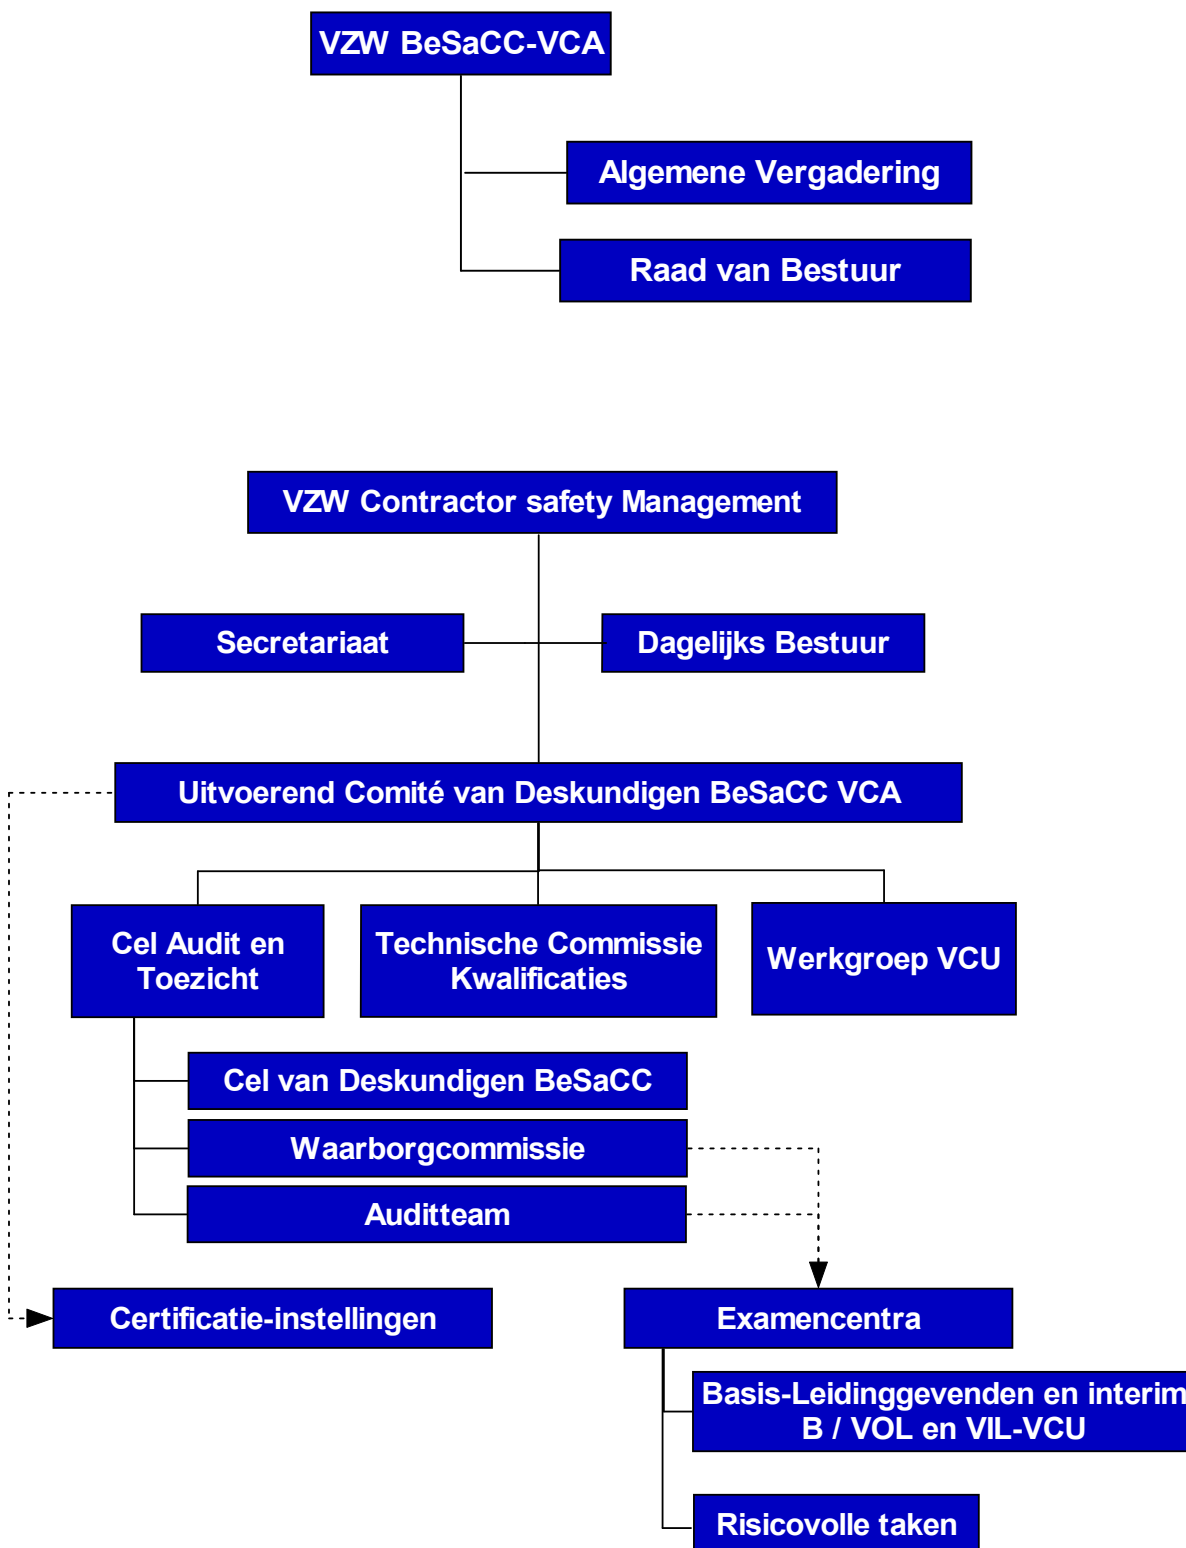 VZW BeSaCC-VCA
Algemene Vergadering
Raad van Bestuur
VZW Contractor safety Management
Secretariaat
Dagelijks Bestuur
Uitvoerend Comité van Deskundigen BeSaCC VCA
Cel Audit en
Toezicht
Technische Commissie
Kwalificaties
Werkgroep VCU
Cel van Deskundigen BeSaCC
Waarborgcommissie
Auditteam
Certificatie-instellingen
Examencentra
Basis-Leidinggevenden en interim
B / VOL en VIL-VCU
Risicovolle taken